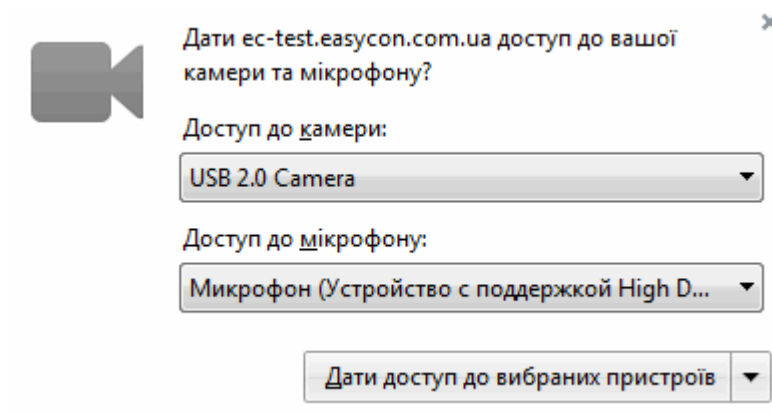 Дати ec-test.easycon.com.ua доступ до вашої
камери та мікрофону?
Доступ до камери:
USB 2.0 Camera
Доступ до мікрофону:
Микрофон (Устройство с поддержкой High D...
Дати доступ до вибраних пристроїв